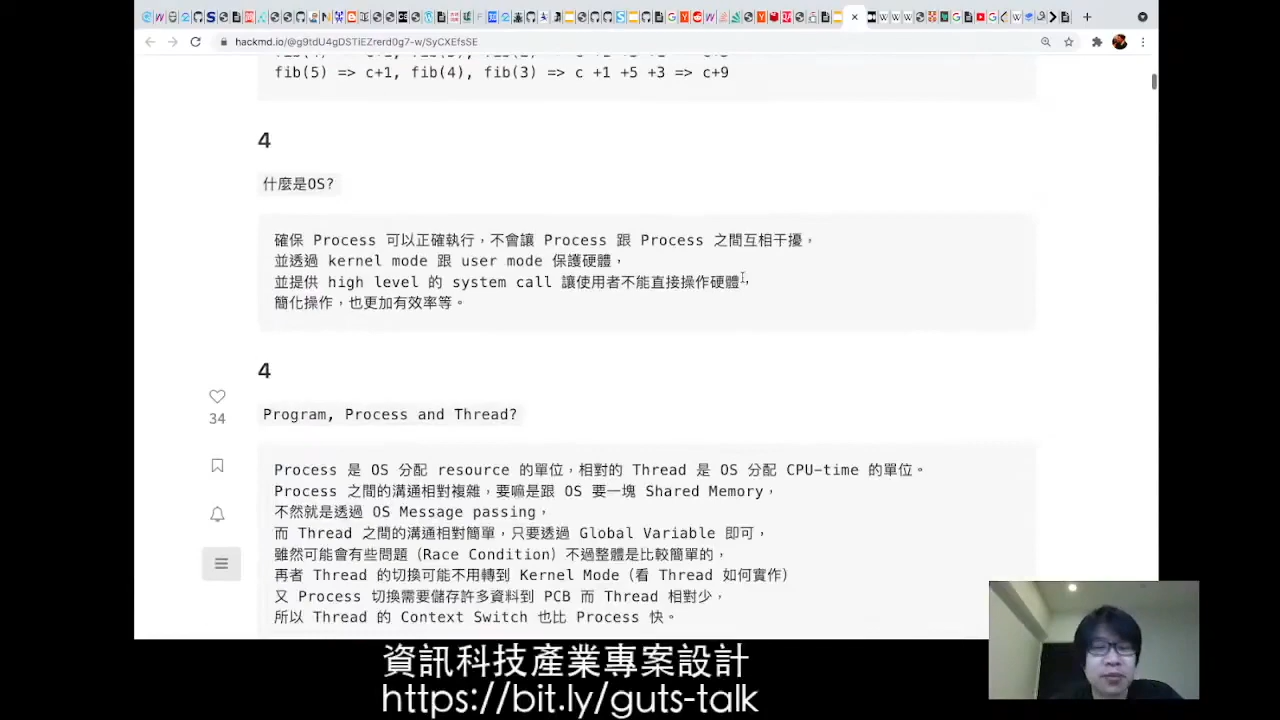 hackmd.io/@g9tdU4gDSTiEZrerd0g7-w/SyCXEfsSE
fib(5) => c+1, fib(4), fib(3) => c +1 +5 +3 => c+9
4
什麼是OS?
確保 Process 可以正確執行，不會讓 Process 跟 Process 之間互相干擾，
並透過 kernel mode 跟 user mode 保護硬體，
並提供 high level 的 system call 讓使用者不能直接操作硬體，
簡化操作，也更加有效率等。
4
Program, Process and Thread?
34
Process 是 OS 分配 resource 的單位，相對的 Thread 是 OS 分配 CPU-time 的單位。
Process 之間的溝通相對複雜，要嘛是跟 OS 要一塊 Shared Memory，
不然就是透過 OS Message passing，
而 Thread 之間的溝通相對簡單，只要透過 Global Variable 即可，
雖然可能會有些問題（Race Condition）不過整體是比較簡單的，
再者 Thread 的切換可能不用轉到 Kernel Mode（看 Thread 如何實作）
又 Process 切換需要儲存許多資料到 PCB 而 Thread 相對少，
所以 Thread 的 Context Switch 也比 Process 快。
資訊科技產業專案設計
https://bit.ly/guts-talk